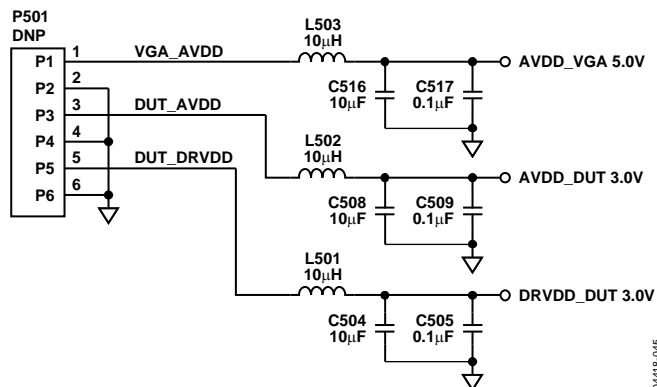 P501
DNP
P1 1 VGA_AVDD
P2 2
P3 3 DUT_AVDD
P4 4
P5 5 DUT_DRVDD
P6 6
L503
10µH
C516
10µF
C517
0.1µF
AVDD_VGA 5.0V
L502
10µH
C508
10µF
C509
0.1µF
AVDD_DUT 3.0V
L501
10µH
C504
10µF
C505
0.1µF
DRVDD_DUT 3.0V